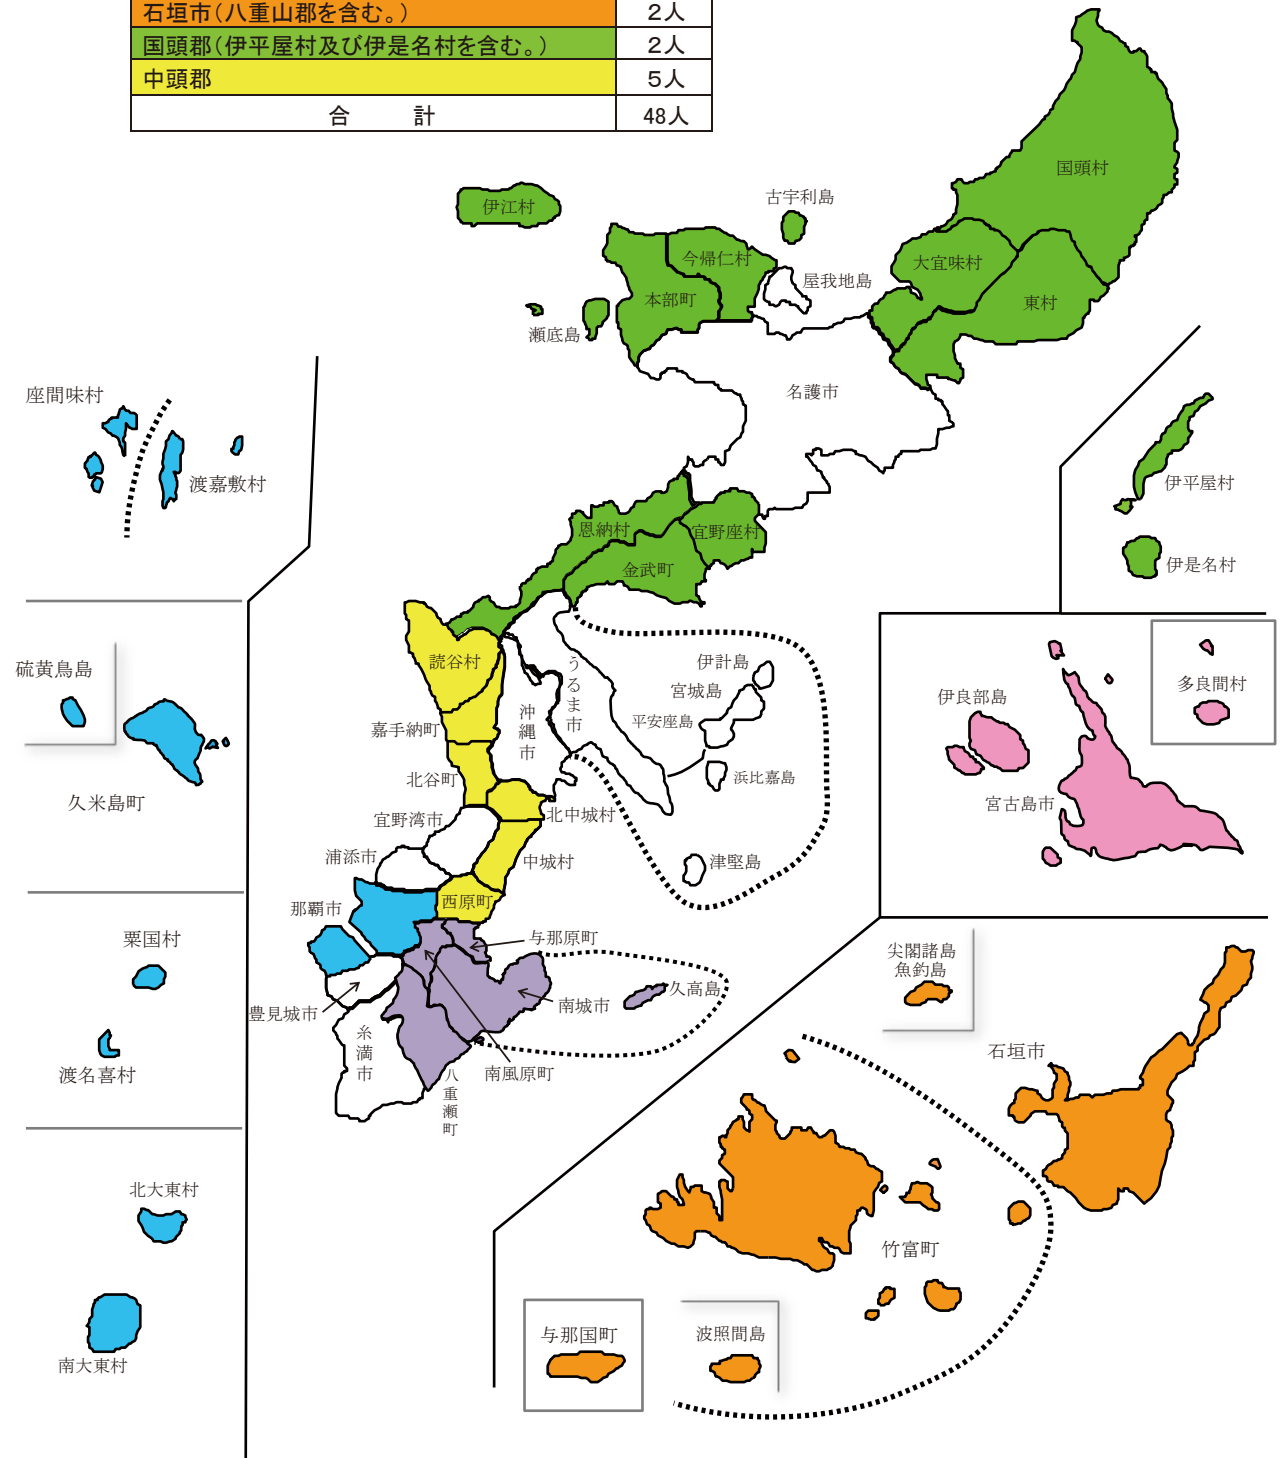 石垣市（八重山郡を含む。） 2人
国頭郡（伊平屋村及び伊是名村を含む。） 2人
中頭郡 5人
合計 48人
国頭村
古宇利島
伊江村
今帰仁村
大宜味村
屋我地島
本部町
東村
瀬底島
名護市
座間味村
渡嘉敷村
伊平屋村
恩納村
宜野座村
伊是名村
金武町
硫黄鳥島
読谷村
うるま市
伊計島
宮城島
多良間村
伊良部島
沖縄市
平安座島
嘉手納町
北谷町
浜比嘉島
久米島町
宮古島市
宜野湾市
北中城村
浦添市
中城村
津堅島
那覇市
西原町
粟国村
与那原町
尖閣諸島
魚釣島
久高島
南城市
豊見城市
糸満市
石垣市
渡名喜村
南風原町
八重瀬町
北大東村
竹富町
与那国町
波照間島
南大東村